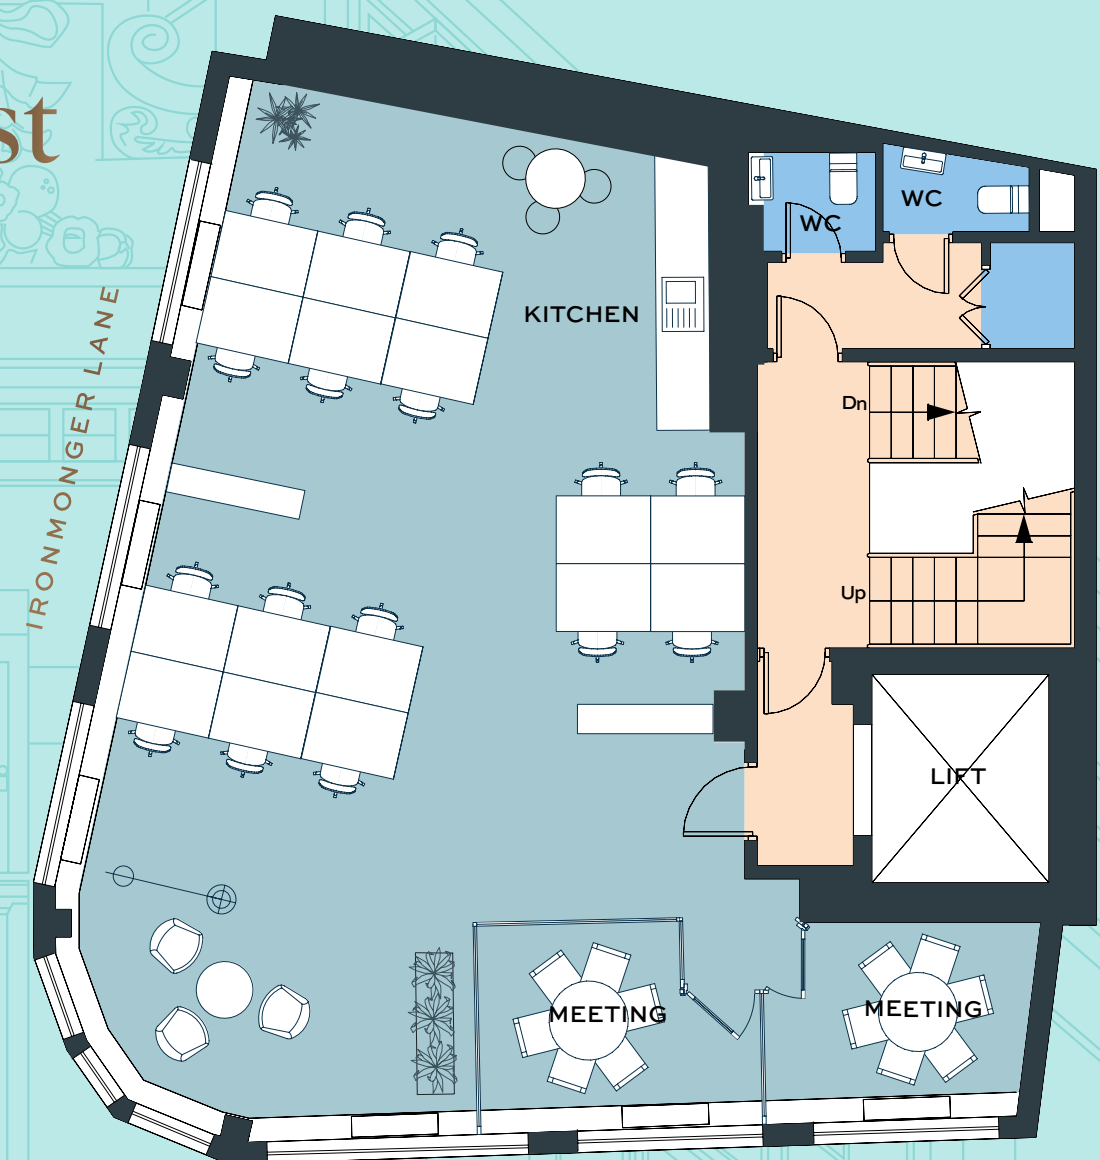 st
WC
WC
KITCHEN
IRONMONGER LANE
Dn
Up
LIFT
MEETING
MEETING